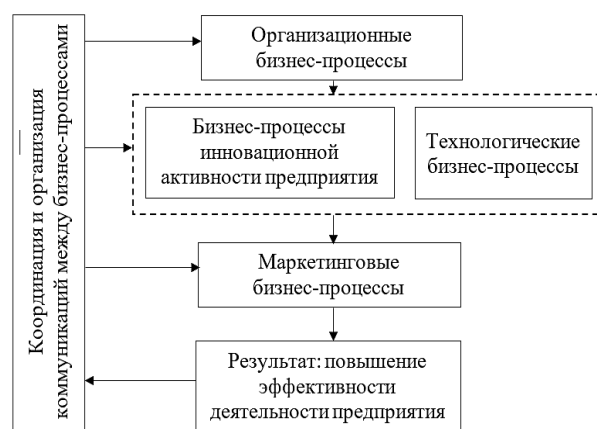 Координация и организация
коммуникаций между бизнес-процессами
Организационные
бизнес-процессы
Бизнес-процессы
инновационной
активности предприятия
Технологические
бизнес-процессы
Маркетинговые
бизнес-процессы
Результат: повышение
эффективности
деятельности предприятия